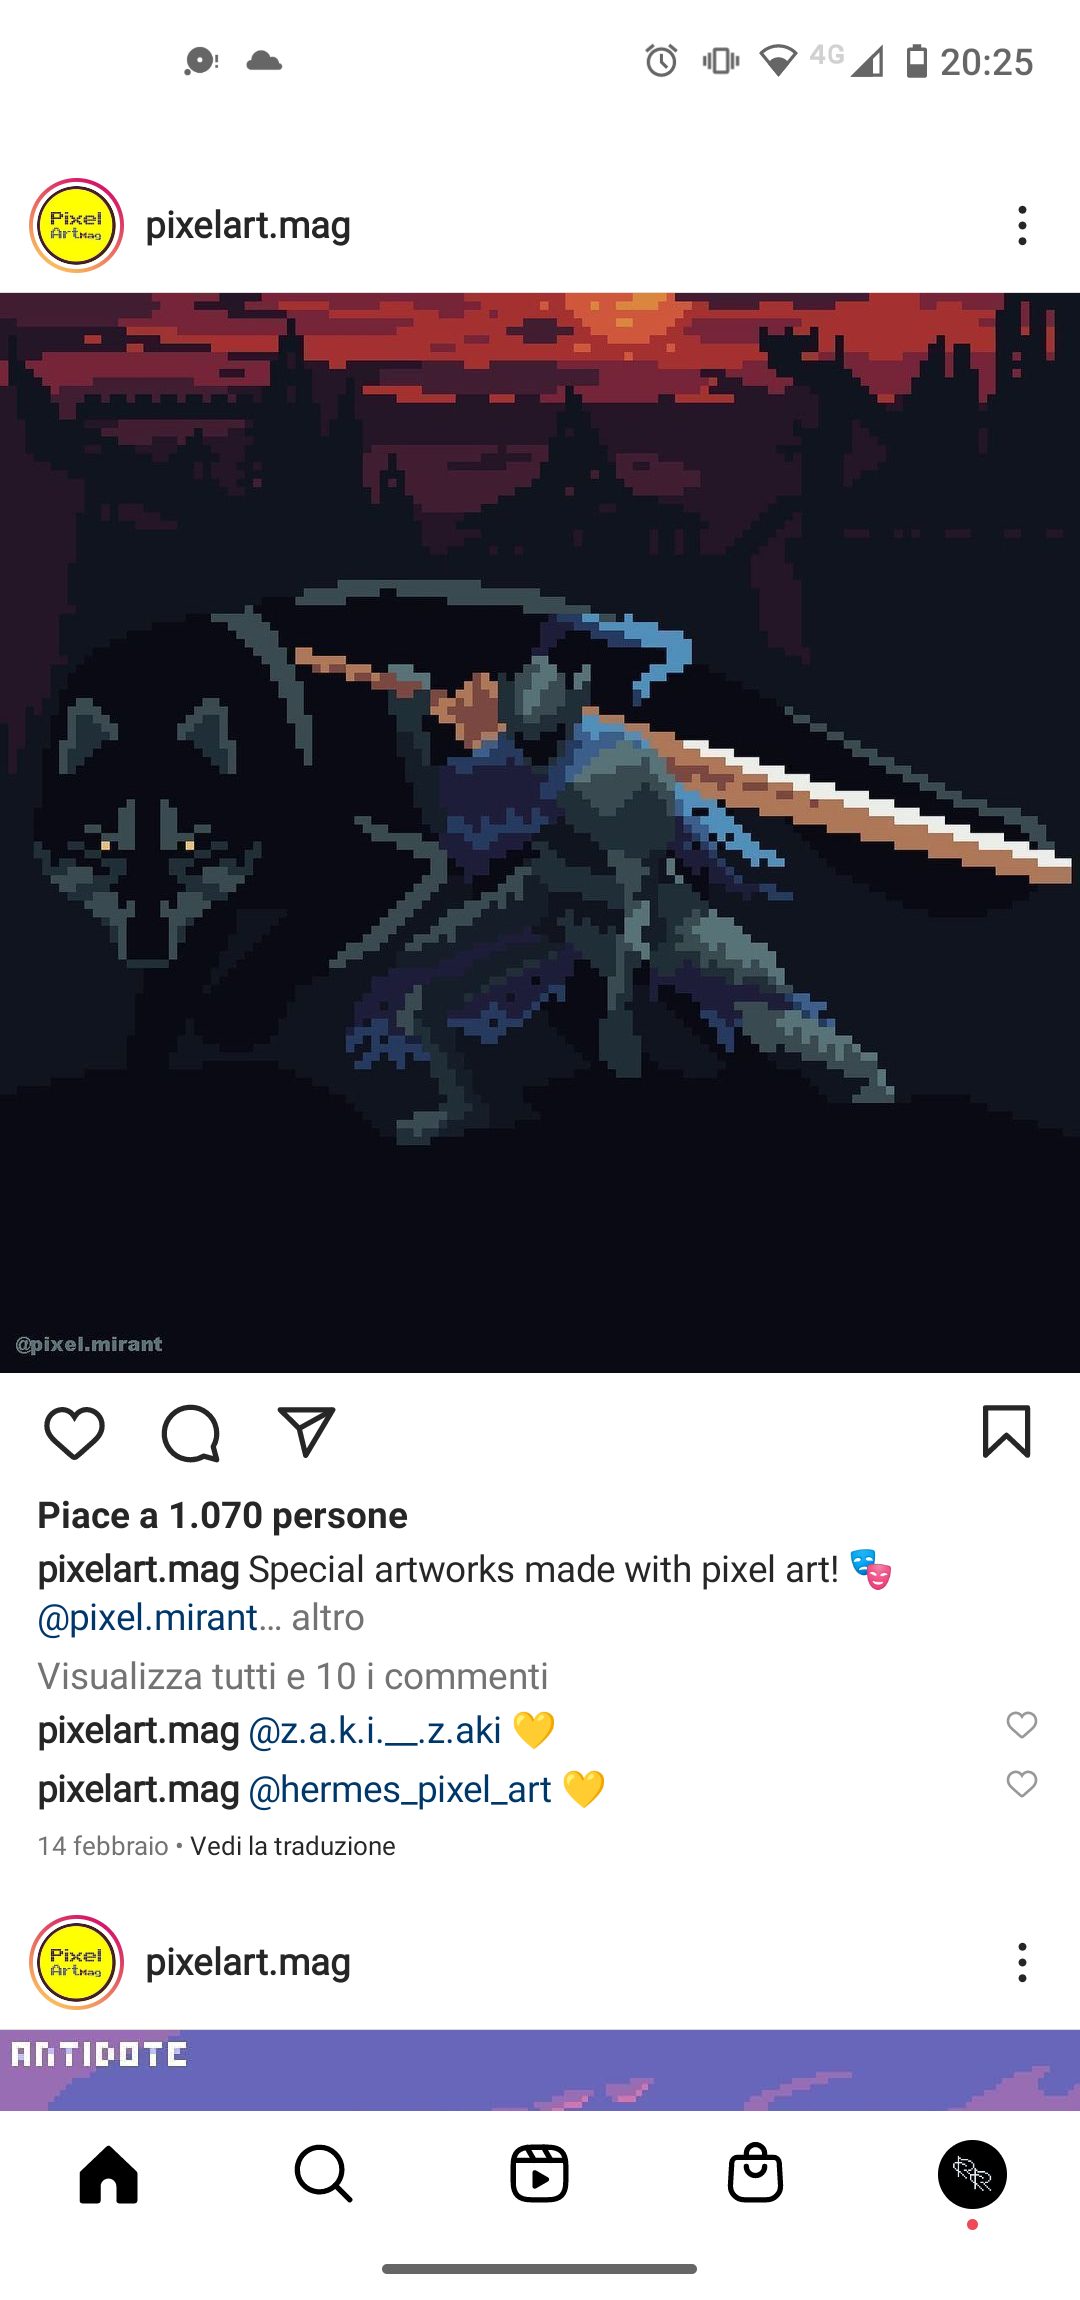 4G 20:25
Pixel
ArtMag
pixelart.mag
@pixel.mirant
Piace a 1.070 persone
pixelart.mag Special artworks made with pixel art! 🎭
@pixel.mirant... altro
Visualizza tutti e 10 i commenti
pixelart.mag @z.a.k.i.__.z.aki 💛
pixelart.mag @hermes_pixel_art 💛
14 febbraio • Vedi la traduzione
Pixel
ArtMag
pixelart.mag
ANTIDOTE